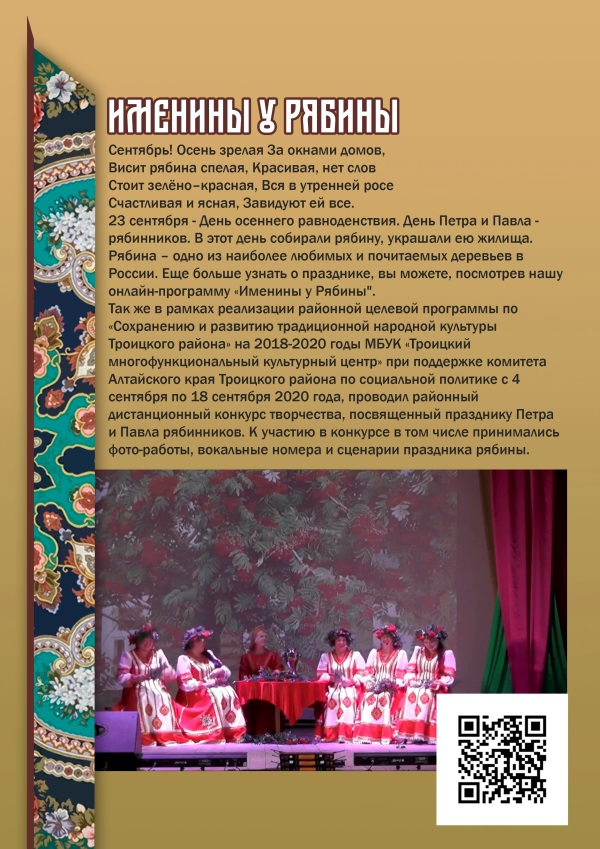 ИМЕНИНЫ У РЯБИНЫ
Сентябрь! Осень зрелая За окнами домов,
Висит рябина спелая, Красивая, нет слов
Стоит зелёно–красная, Вся в утренней росе
Счастливая и ясная, Завидуют ей все.
23 сентября - День осеннего равноденствия. День Петра и Павла -
рябинников. В этот день собирали рябину, украшали ею жилища.
Рябина – одно из наиболее любимых и почитаемых деревьев в
России. Еще больше узнать о празднике, вы можете, посмотрев нашу
онлайн-программу «Именины у Рябины".
Так же в рамках реализации районной целевой программы по
«Сохранению и развитию традиционной народной культуры
Троицкого района» на 2018-2020 годы МБУК «Троицкий
многофункциональный культурный центр» при поддержке комитета
Алтайского края Троицкого района по социальной политике с 4
сентября по 18 сентября 2020 года, проводил районный
дистанционный конкурс творчества, посвященный празднику Петра
и Павла рябинников. К участию в конкурсе в том числе принимались
фото-работы, вокальные номера и сценарии праздника рябины.